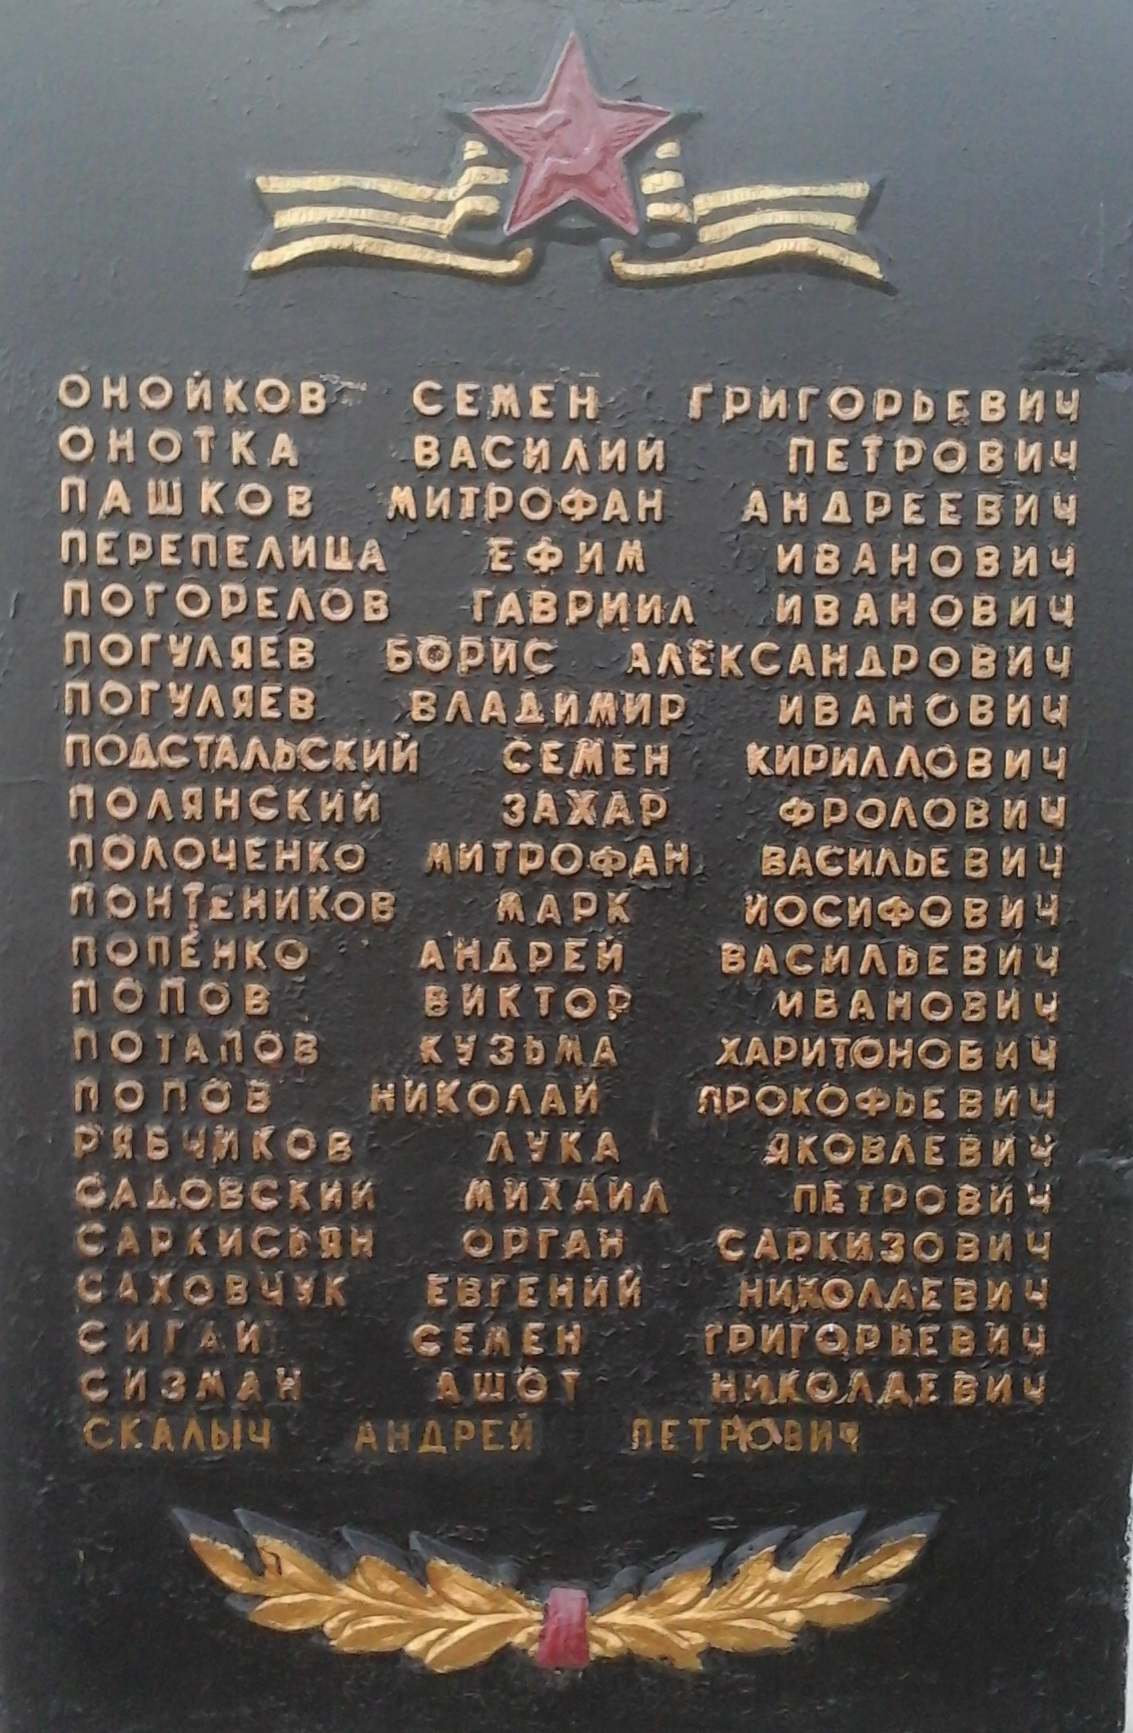 ОНОЙКОВ СЕМЕН ГРИГОРЬЕВИЧ
ОНОТКА ВАСИЛИЙ ПЕТРОВИЧ
ПАШКОВ МИТРОФАН АНДРЕЕВИЧ
ПЕРЕПЕЛИЦА ЕФИМ ИВАНОВИЧ
ПОГОРЕЛОВ ГАВРИИЛ ИВАНОВИЧ
ПОГУЛЯЕВ БОРИС АЛЕКСАНДРОВИЧ
ПОГУЛЯЕВ ВЛАДИМИР ИВАНОВИЧ
ПОДСТАЛЬСКИЙ СЕМЕН КИРИЛЛОВИЧ
ПОЛЯНСКИЙ ЗАХАР ФРОЛОВИЧ
ПОЛОЧЕНКО МИТРОФАН ВАСИЛЬЕВИЧ
ПОНТЕНИКОВ МАРК ИОСИФОВИЧ
ПОПЕНКО АНДРЕЙ ВАСИЛЬЕВИЧ
ПОПОВ ВИКТОР ИВАНОВИЧ
ПОТАПОВ КУЗЬМА ХАРИТОНОВИЧ
ПОПОВ НИКОЛАЙ ПРОКОФЬЕВИЧ
РЯБЧИКОВ ЛУКА ЯКОВЛЕВИЧ
САДОВСКИЙ МИХАИЛ ПЕТРОВИЧ
САРКИСЬЯН ОРГАН САРКИЗОВИЧ
САХОВЧУК ЕВГЕНИЙ НИКОЛАЕВИЧ
СИГАЙ СЕМЕН ГРИГОРЬЕВИЧ
СИЗМАН АШОТ НИКОЛАЕВИЧ
СКАЛЫЧ АНДРЕЙ ПЕТРОВИЧ